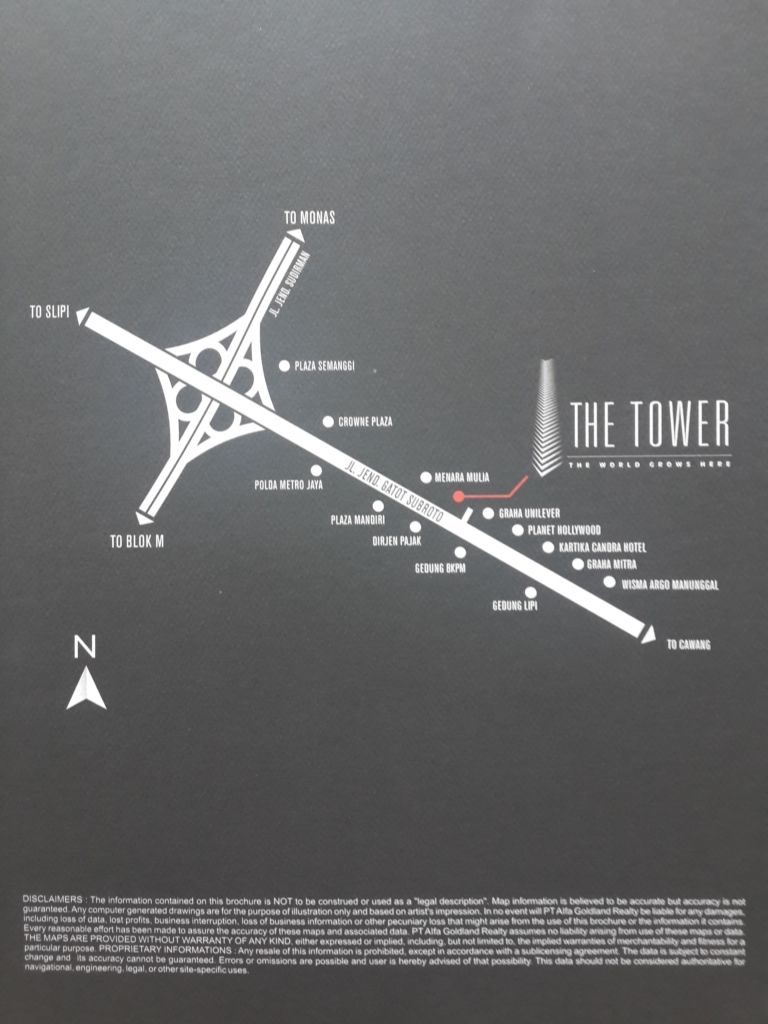 TO MONAS
JL. JEND. SUDIRMAN
TO SLIPI
PLAZA SEMANGGI
THE TOWER
THE WORLD GROWS HERE
CROWNE PLAZA
JL. JEND. GATOT SUBROTO
POLDA METRO JAYA
MENARA MULIA
PLAZA MANDIRI
GRAHA UNILEVER
PLANET HOLLYWOOD
DIRJEN PAJAK
TO BLOK M
KARTIKA CANDRA HOTEL
GEDUNG BKPM
GRAHA MITRA
WISMA ARGO MANUNGGAL
GEDUNG LIPI
TO CAWANG
N
DISCLAIMERS : The information contained on this brochure is NOT to be construed or used as a "legal description". Map information is believed to be accurate but accuracy is not
guaranteed. Any computer generated drawings are for the purpose of illustration only and based on artist's impression. In no event will PT Alfa Goldland Realty be liable for any damages,
including loss of data, lost profits, business interruption, loss of business information or other pecuniary loss that might arise from the use of this brochure or the information it contains.
Every reasonable effort has been made to assure the accuracy of these maps and associated data. PT Alfa Goldland Realty assumes no liability arising from use of these maps or data.
THE MAPS ARE PROVIDED WITHOUT WARRANTY OF ANY KIND, either expressed or implied, including, but not limited to, the implied warranties of merchantability and fitness for a
particular purpose. PROPRIETARY INFORMATIONS : Any resale of this information is prohibited, except in accordance with a sublicensing agreement. The data is subject to constant
change and its accuracy cannot be guaranteed. Errors or omissions are possible and user is hereby advised of that possibility. This data should not be considered authoritative for
navigational, engineering, legal, or other site-specific uses.